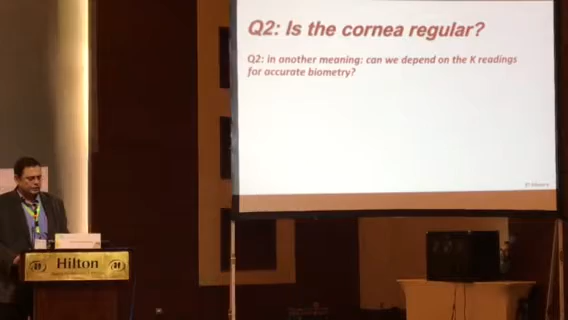 Q2: Is the cornea regular?
Q2: in another meaning: can we depend on the K readings
for accurate biometry?
Hilton